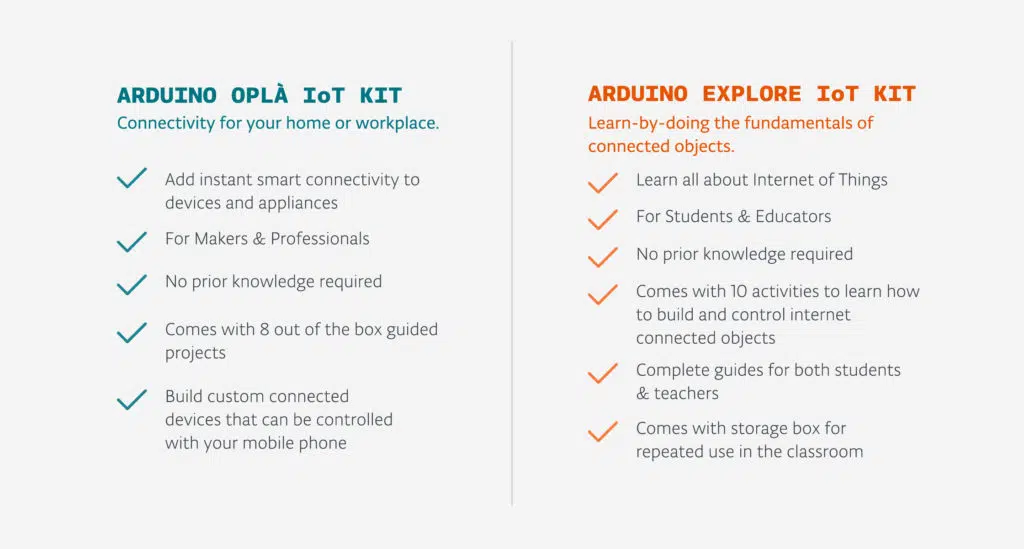 ARDUINO OPLÀ IoT KIT
Connectivity for your home or workplace.
Add instant smart connectivity to
devices and appliances
For Makers & Professionals
No prior knowledge required
Comes with 8 out of the box guided
projects
Build custom connected
devices that can be controlled
with your mobile phone
ARDUINO EXPLORE IoT KIT
Learn-by-doing the fundamentals of
connected objects.
Learn all about Internet of Things
For Students & Educators
No prior knowledge required
Comes with 10 activities to learn how
to build and control internet
connected objects
Complete guides for both students
& teachers
Comes with storage box for
repeated use in the classroom